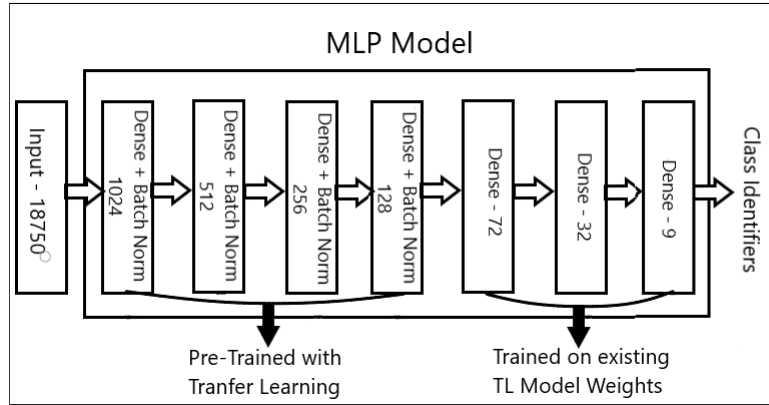 MLP Model
Input - 18750
Dense + Batch Norm
1024
Dense + Batch Norm
512
Dense + Batch Norm
256
Dense + Batch Norm
128
Dense - 72
Dense - 32
Dense - 9
Class Identifiers
Pre-Trained with
Tranfer Learning
Trained on existing
TL Model Weights